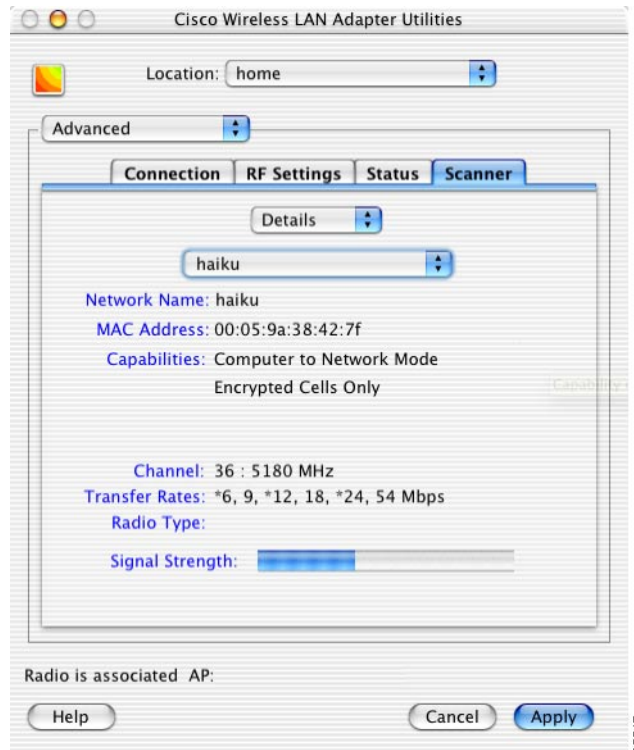 Cisco Wireless LAN Adapter Utilities
Location: home
Advanced
Connection RF Settings Status Scanner
Details
haiku
Network Name: haiku
MAC Address: 00:05:9a:38:42:7f
Capabilities: Computer to Network Mode
Encrypted Cells Only
Capability
Channel: 36 : 5180 MHz
Transfer Rates: *6, 9, *12, 18, *24, 54 Mbps
Radio Type:
Signal Strength:
Radio is associated AP:
Help Cancel Apply